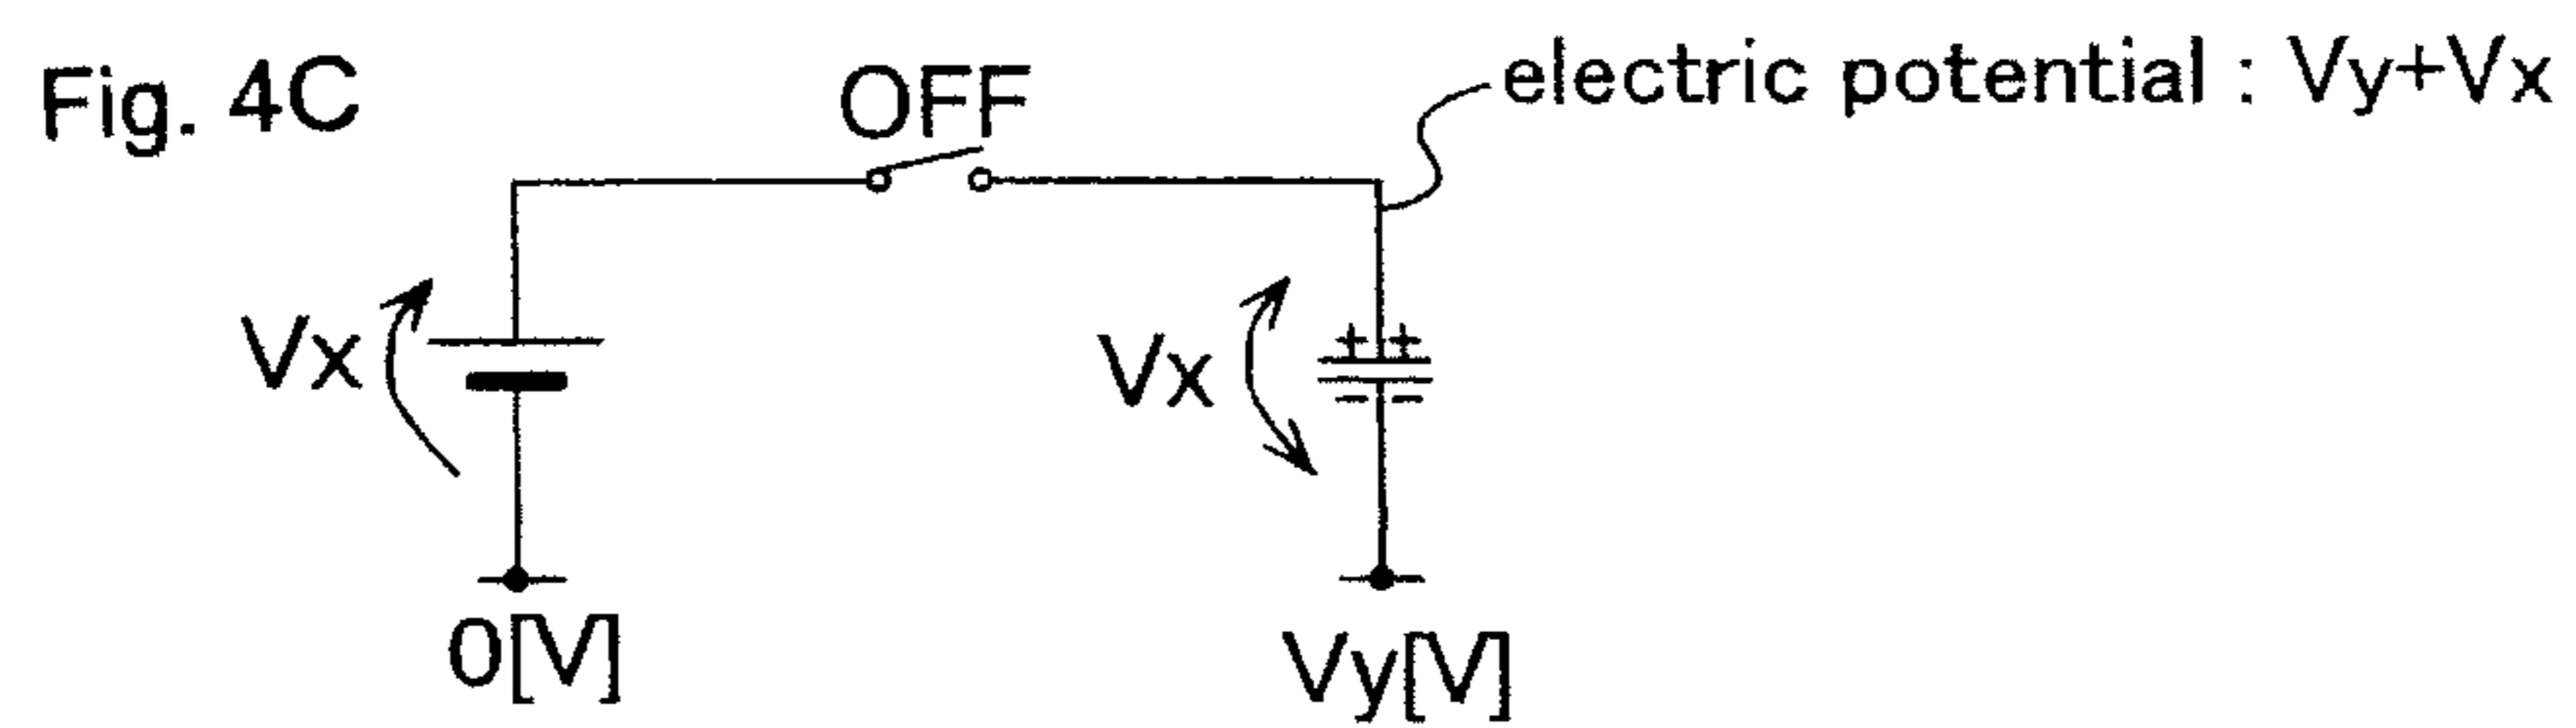 Fig. 4C
OFF
electric potential : Vy+Vx
Vx
Vx
++
--
0[V]
Vy[V]